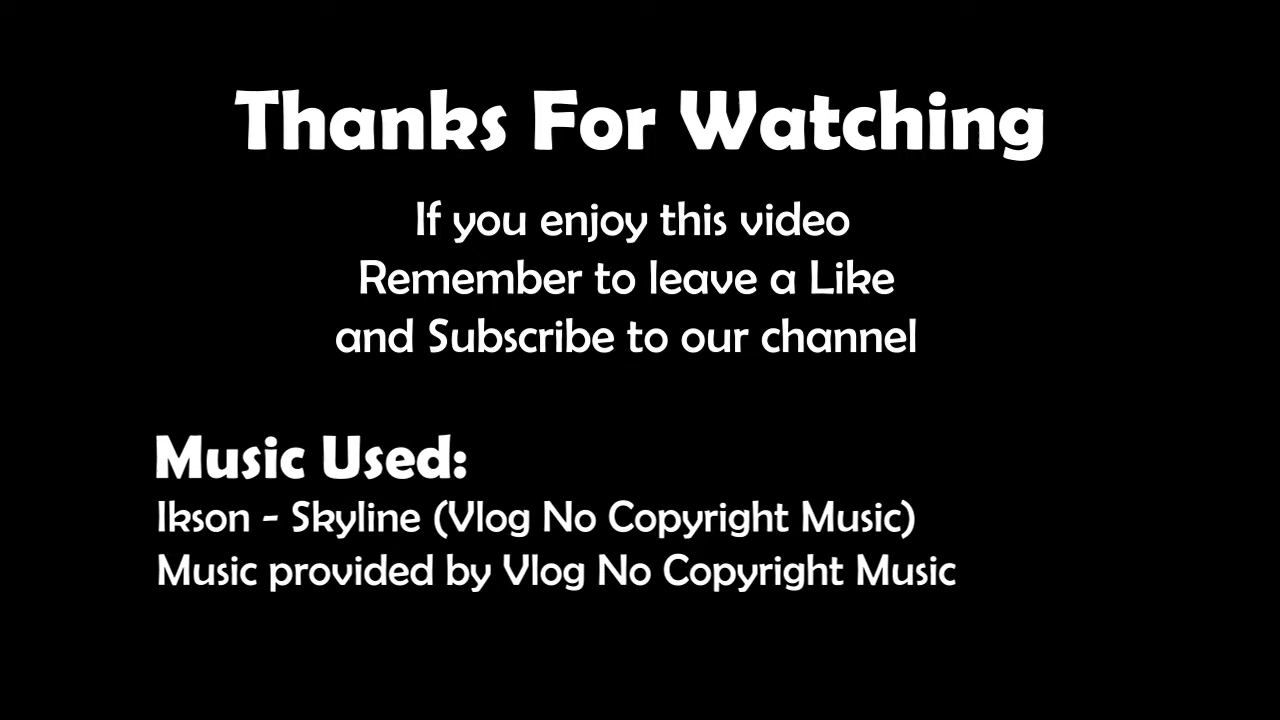 Thanks For Watching
If you enjoy this video
Remember to leave a Like
and Subscribe to our channel
Music Used:
Ikson - Skyline (Vlog No Copyright Music)
Music provided by Vlog No Copyright Music